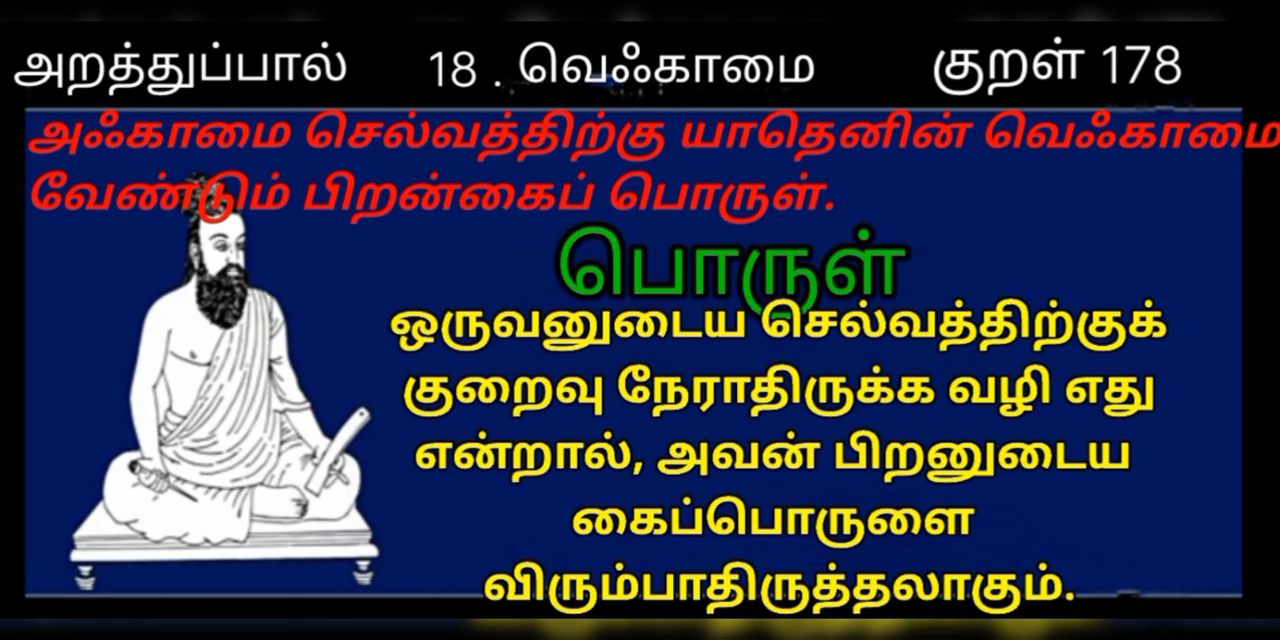 அறத்துப்பால் 18 . வெஃகாமை குறள் 178
அஃகாமை செல்வத்திற்கு யாதெனின் வெஃகாமை
வேண்டும் பிறன்கைப் பொருள்.
பொருள்
ஒருவனுடைய செல்வத்திற்குக்
குறைவு நேராதிருக்க வழி எது
என்றால், அவன் பிறனுடைய
கைப்பொருளை
விரும்பாதிருத்தலாகும்.